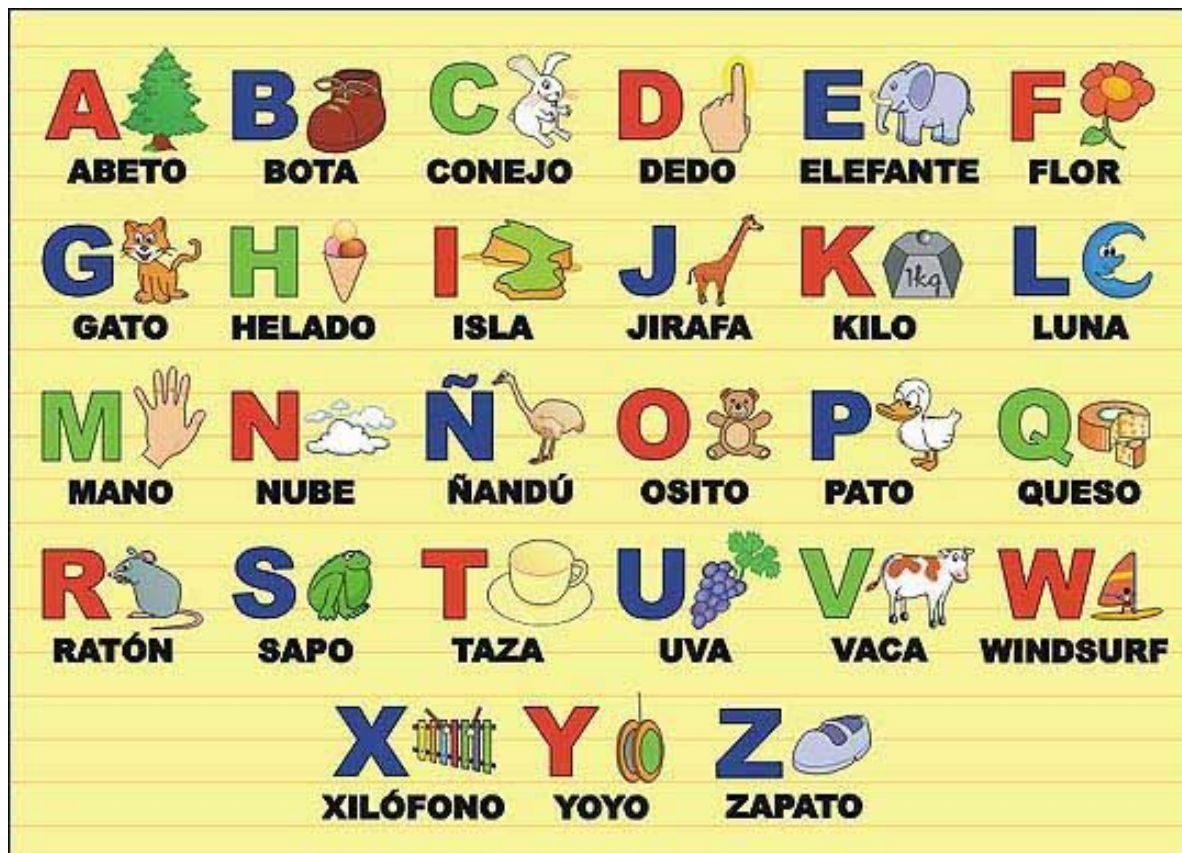 A B C D E F
ABETO BOTA CONEJO DEDO ELEFANTE FLOR
G H I J K 1kg L
GATO HELADO ISLA JIRAFA KILO LUNA
M N Ñ O P Q
MANO NUBE ÑANDÚ OSITO PATO QUESO
R S T U V W
RATÓN SAPO TAZA UVA VACA WINDSURF
X Y Z
XILÓFONO YOYO ZAPATO